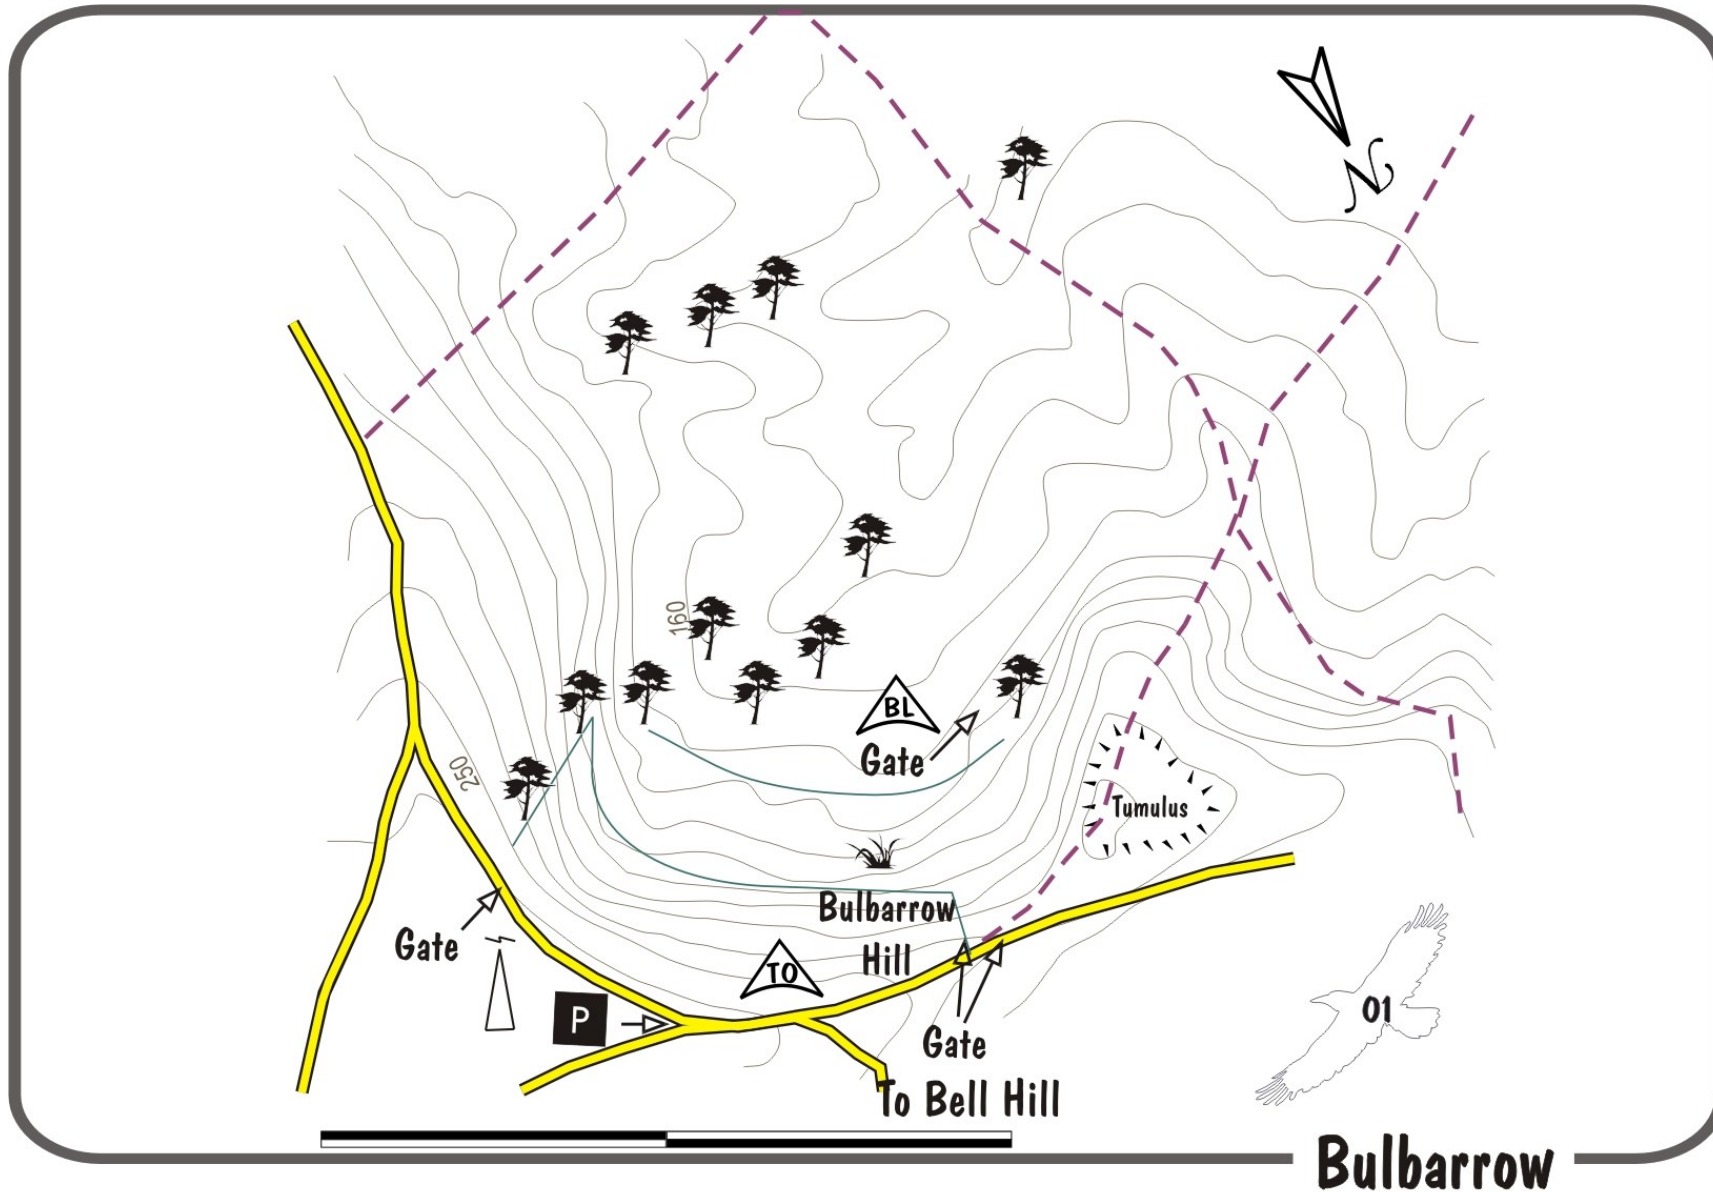 N
160
BL
Gate
250
Tumulus
Bulbarrow
Hill
Gate
TO
P
01
Gate
To Bell Hill
Bulbarrow